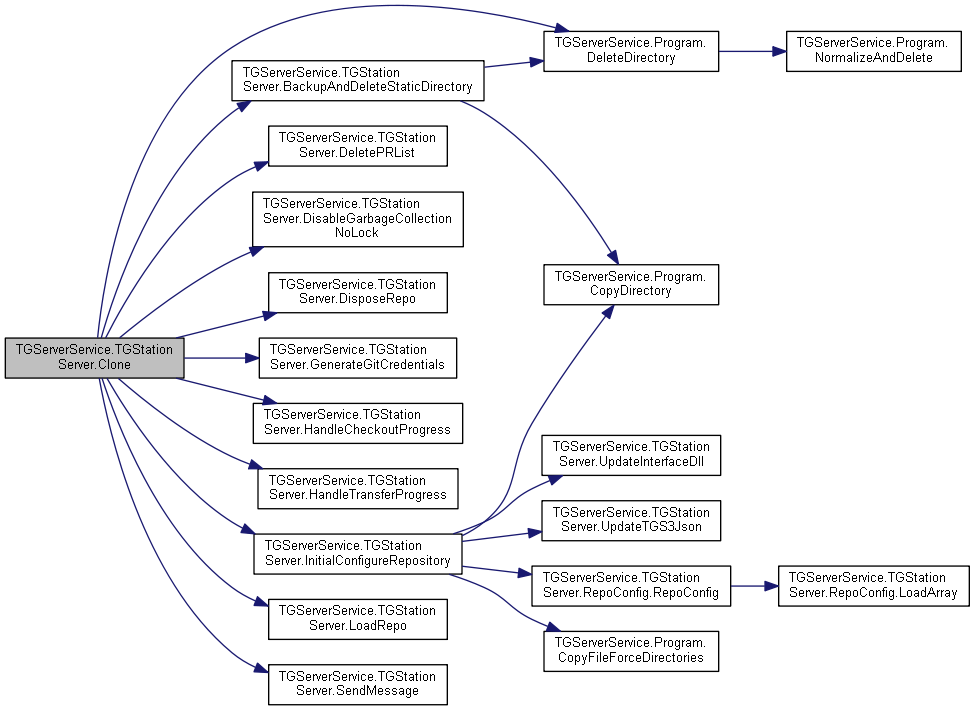 TGServerService.TGStation
Server.Clone
TGServerService.TGStation
Server.BackupAndDeleteStaticDirectory
TGServerService.Program.
DeleteDirectory
TGServerService.Program.
NormalizeAndDelete
TGServerService.TGStation
Server.DeletePRList
TGServerService.TGStation
Server.DisableGarbageCollection
NoLock
TGServerService.TGStation
Server.DisposeRepo
TGServerService.Program.
CopyDirectory
TGServerService.TGStation
Server.GenerateGitCredentials
TGServerService.TGStation
Server.HandleCheckoutProgress
TGServerService.TGStation
Server.HandleTransferProgress
TGServerService.TGStation
Server.InitialConfigureRepository
TGServerService.TGStation
Server.UpdateInterfaceDll
TGServerService.TGStation
Server.UpdateTGS3Json
TGServerService.TGStation
Server.RepoConfig.RepoConfig
TGServerService.TGStation
Server.RepoConfig.LoadArray
TGServerService.Program.
CopyFileForceDirectories
TGServerService.TGStation
Server.LoadRepo
TGServerService.TGStation
Server.SendMessage